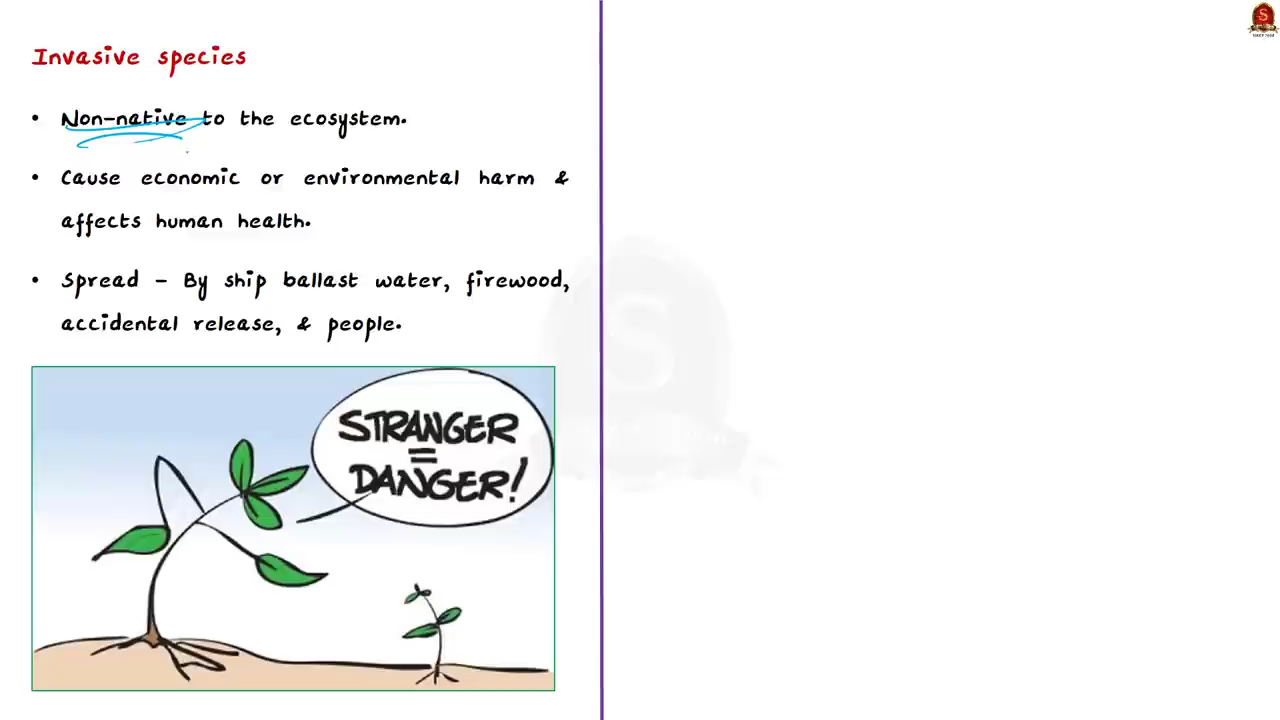 Invasive species
• Non-native to the ecosystem.
• Cause economic or environmental harm &
affects human health.
• Spread - By ship ballast water, firewood,
accidental release, & people.
STRANGER
=
DANGER!
S